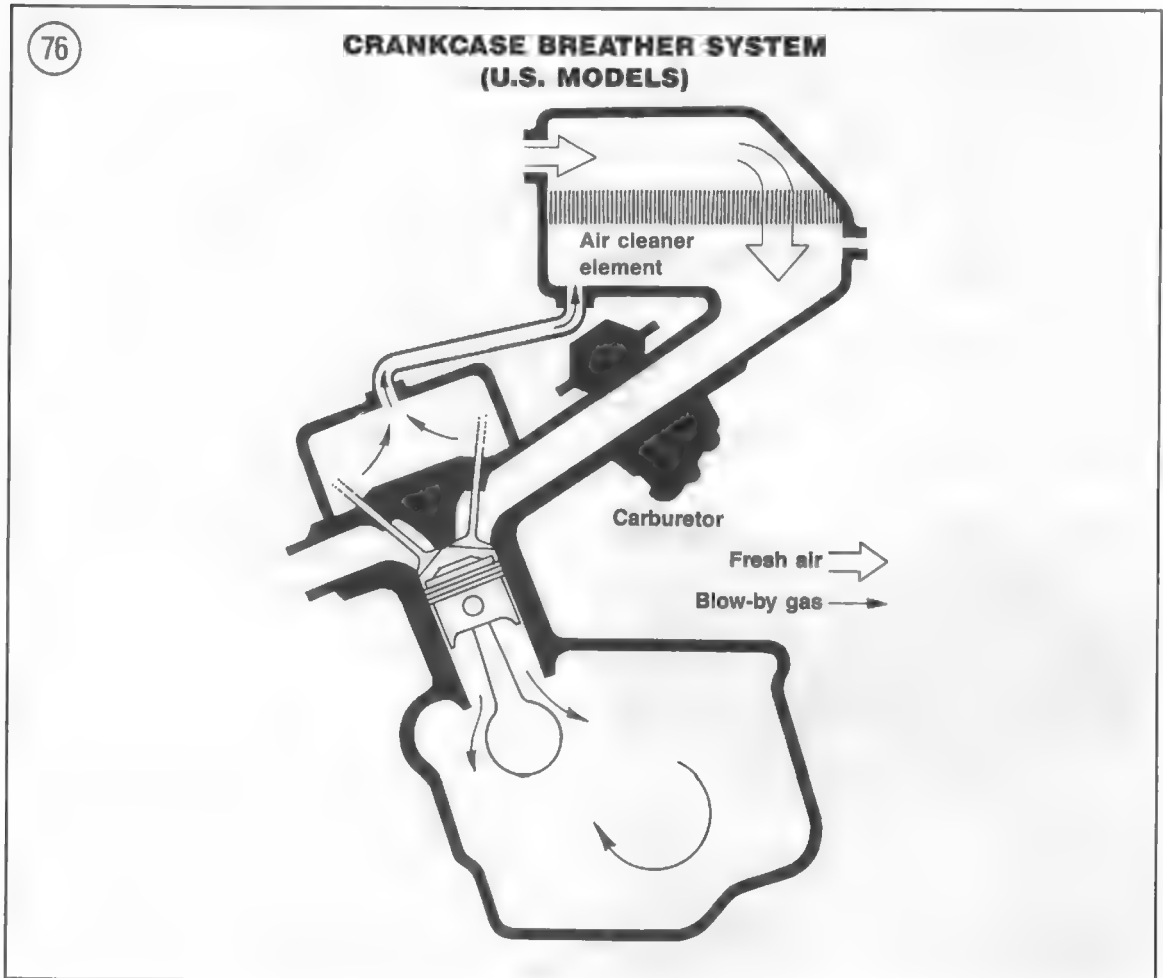 76
CRANKCASE BREATHER SYSTEM
(U.S. MODELS)
Air cleaner
element
Carburetor
Fresh air
Blow-by gas